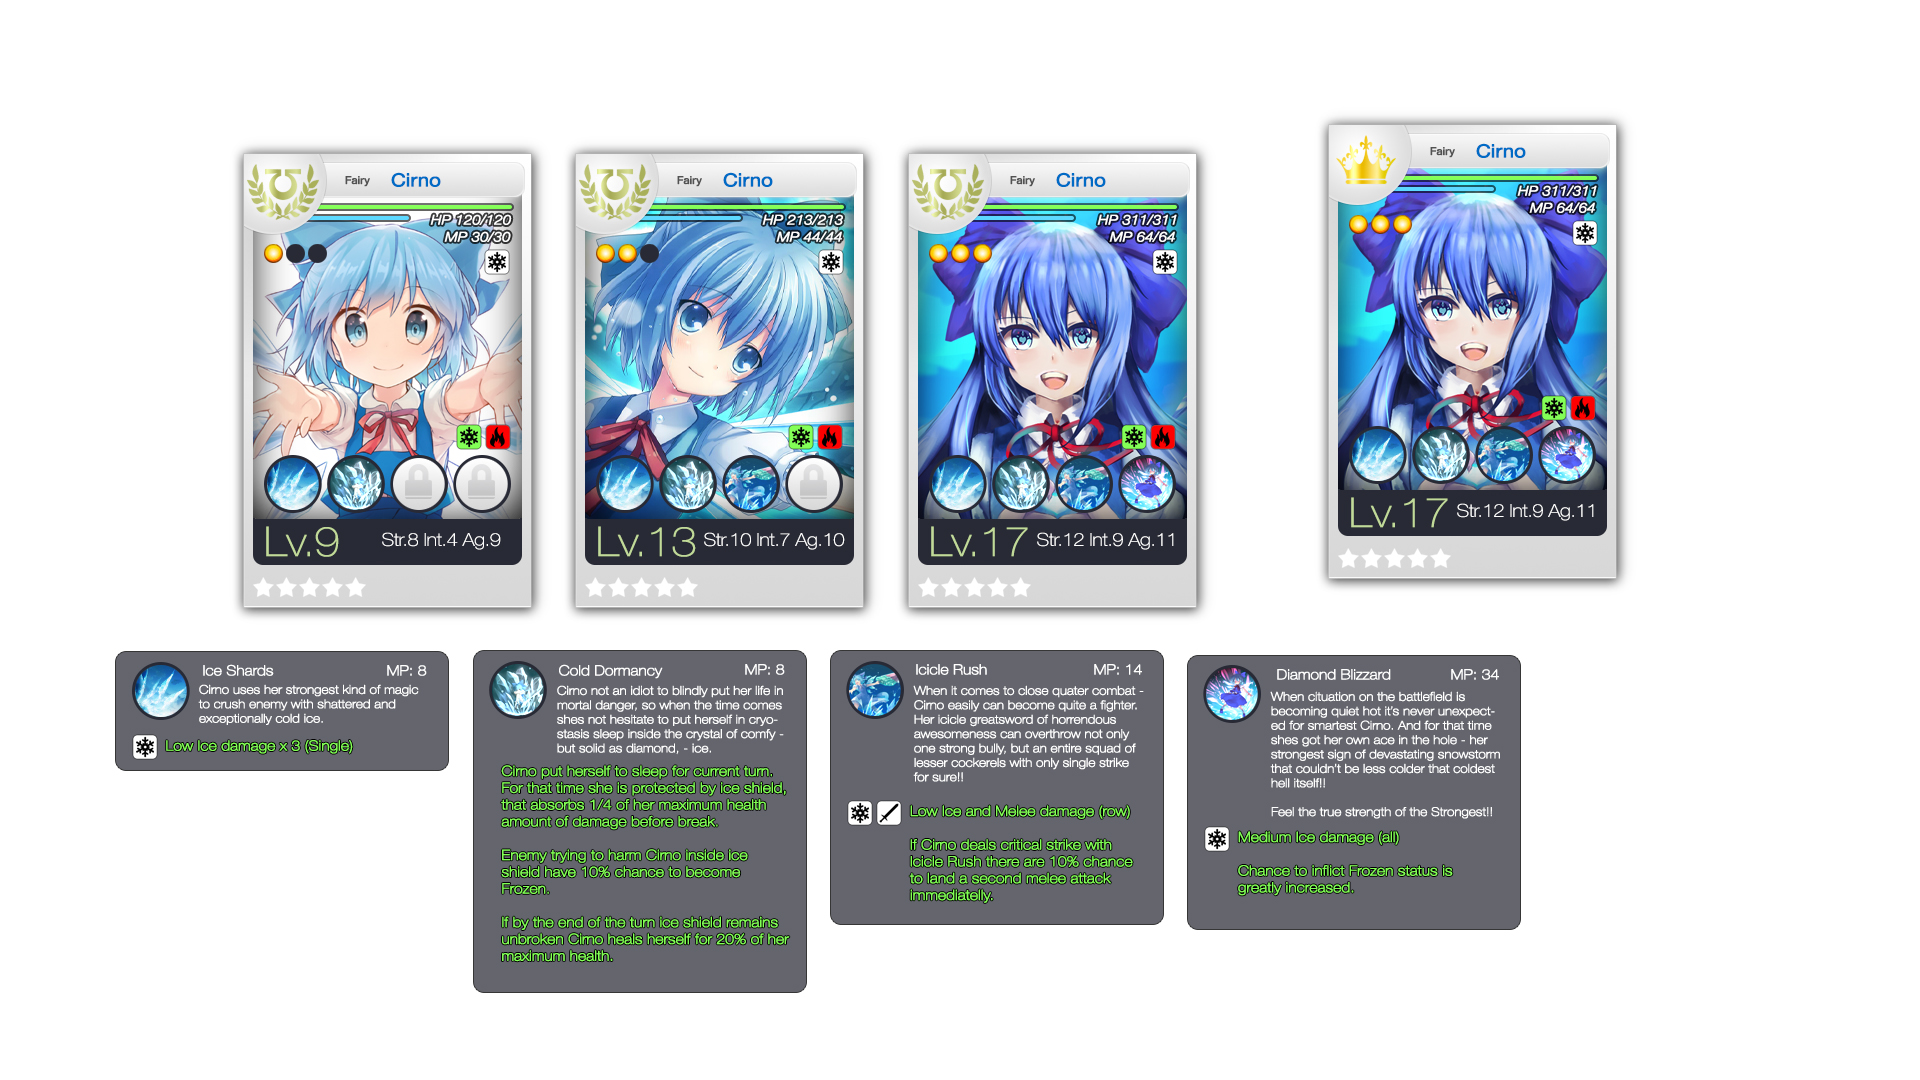 Fairy Cirno
HP 120/120
MP 30/30
Lv.9 Str.8 Int.4 Ag.9
Fairy Cirno
HP 213/213
MP 44/44
Lv.13 Str.10 Int.7 Ag.10
Fairy Cirno
HP 311/311
MP 64/64
Lv.17 Str.12 Int.9 Ag.11
Fairy Cirno
HP 311/311
MP 64/64
Lv.17 Str.12 Int.9 Ag.11
Ice Shards MP: 8
Cirno uses her strongest kind of magic
to crush enemy with shattered and
exceptionally cold ice.
Low Ice damage x 3 (Single)
Cold Dormancy MP: 8
Cirno not an idiot to blindly put her life in
mortal danger, so when the time comes
shes not hesitate to put herself in cryo-
stasis sleep inside the crystal of comfy -
but solid as diamond, - ice.
Cirno put herself to sleep for current turn.
For that time she is protected by ice shield,
that absorbs 1/4 of her maximum health
amount of damage before break.
Enemy trying to harm Cirno inside ice
shield have 10% chance to become
Frozen.
If by the end of the turn ice shield remains
unbroken Cirno heals herself for 20% of her
maximum health.
Icicle Rush MP: 14
When it comes to close quater combat -
Cirno easily can become quite a fighter.
Her icicle greatsword of horrendous
awesomeness can overthrow not only
one strong bully, but an entire squad of
lesser cockerels with only single strike
for sure!!
Low Ice and Melee damage (row)
If Cirno deals critical strike with
Icicle Rush there are 10% chance
to land a second melee attack
immediatelly.
Diamond Blizzard MP: 34
When cituation on the battlefield is
becoming quiet hot it's never unexpect-
ed for smartest Cirno. And for that time
shes got her own ace in the hole - her
strongest sign of devastating snowstorm
that couldn't be less colder that coldest
hell itself!!
Feel the true strength of the Strongest!!
Medium Ice damage (all)
Chance to inflict Frozen status is
greatly increased.